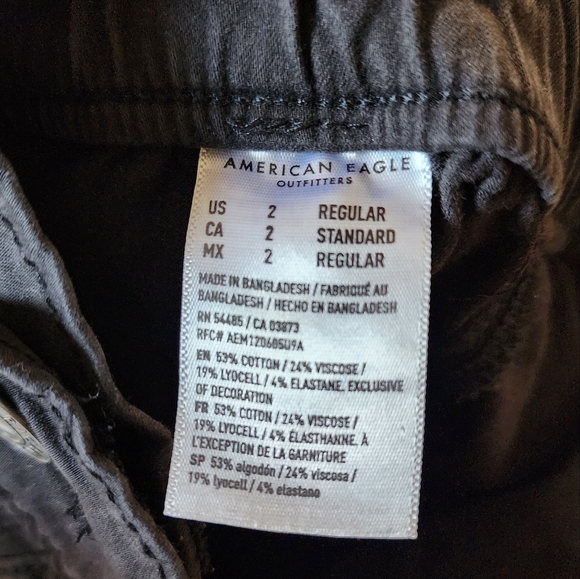 AMERICAN EAGLE
OUTFITTERS
US 2 REGULAR
CA 2 STANDARD
MX 2 REGULAR
MADE IN BANGLADESH / FABRIQUÉ AU
BANGLADESH / HECHO EN BANGLADESH
RN 54485 / CA 03873
RFC# AEM120605U9A
EN 53% COTTON / 24% VISCOSE /
19% LYOCELL / 4% ELASTANE. EXCLUSIVE
OF DECORATION
FR 53% COTON / 24% VISCOSE /
19% LYOCELL / 4% ÉLASTHANNE. À
L'EXCEPTION DE LA GARNITURE
SP 53% algodón / 24% viscosa /
19% lyocell / 4% elastano